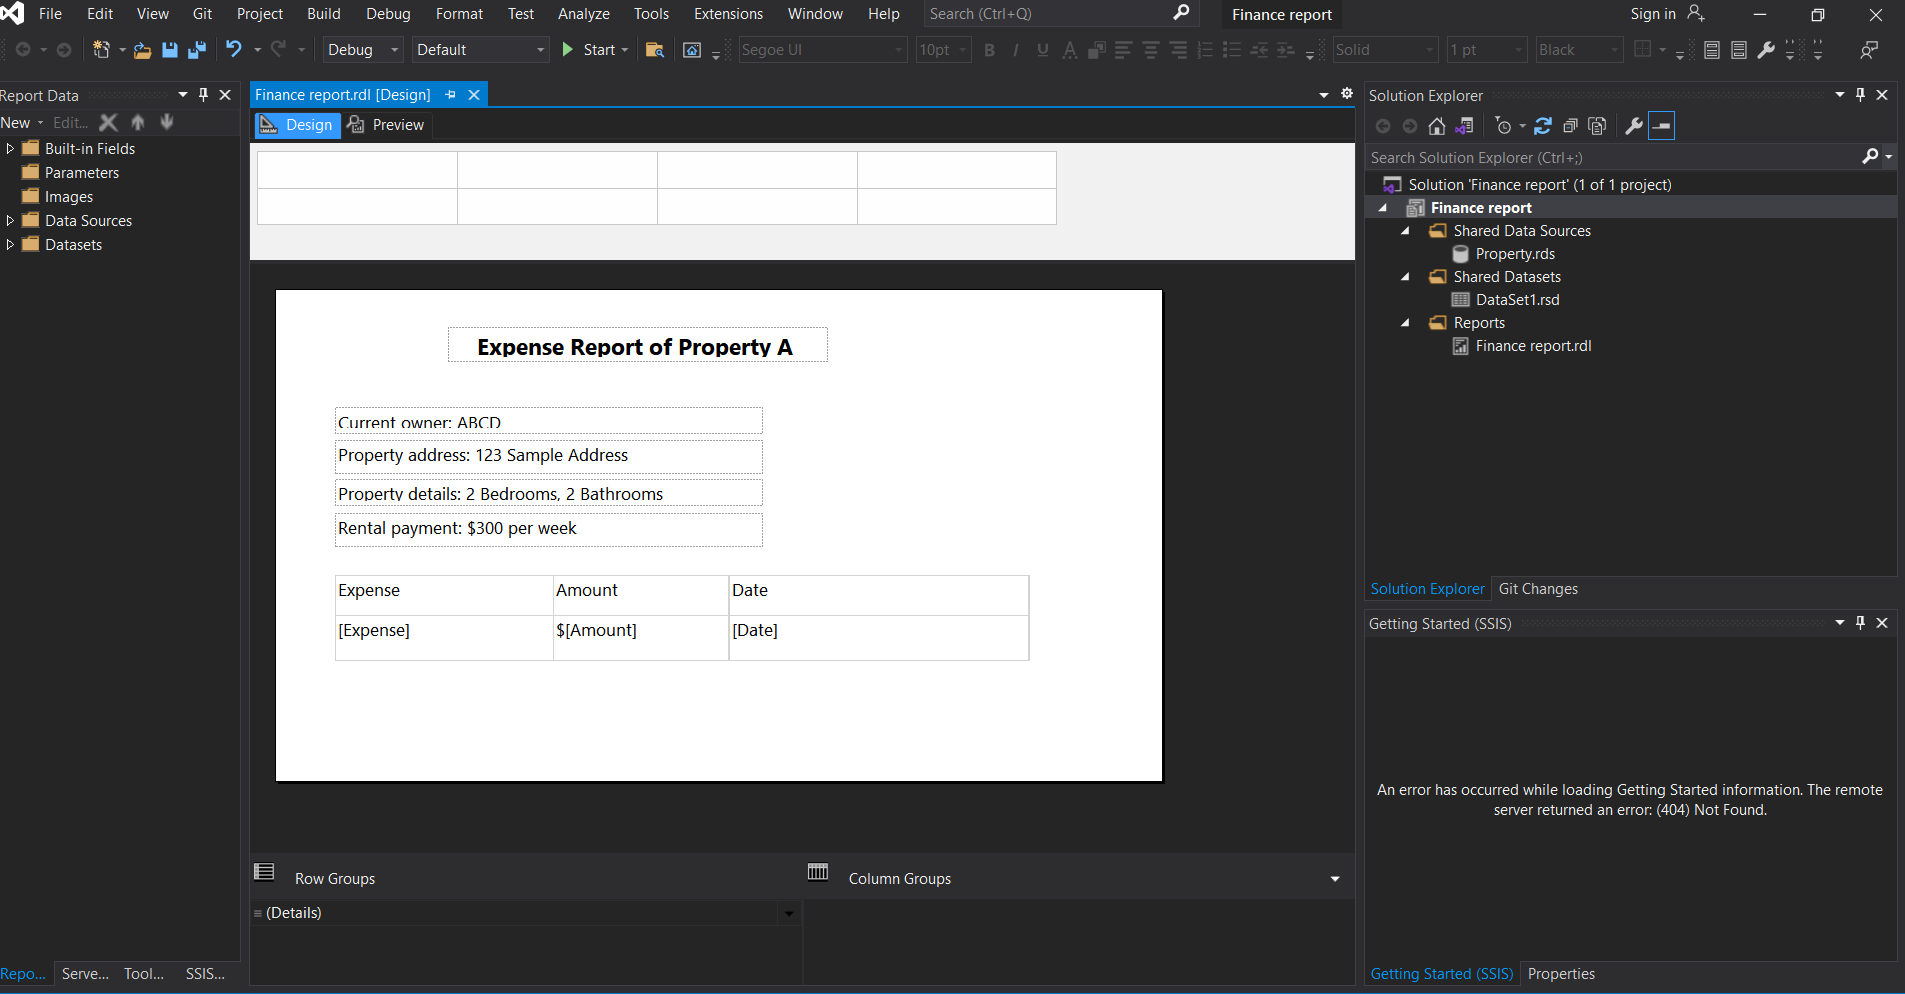 File Edit View Git Project Build Debug Format Test Analyze Tools Extensions Window Help Search (Ctrl+Q) Finance report Sign in
Debug Default Start Segoe UI 10pt B I U A Solid 1 pt Black
Report Data
New Edit...
Built-in Fields
Parameters
Images
Data Sources
Datasets
Repo... Serve... Tool... SSIS...
Finance report.rdl [Design]
Design Preview
Expense Report of Property A
Current owner: ABCD
Property address: 123 Sample Address
Property details: 2 Bedrooms, 2 Bathrooms
Rental payment: $300 per week
Expense Amount Date
[Expense] $[Amount] [Date]
Row Groups Column Groups
(Details)
Solution Explorer
Search Solution Explorer (Ctrl+;)
Solution 'Finance report' (1 of 1 project)
Finance report
Shared Data Sources
Property.rds
Shared Datasets
DataSet1.rsd
Reports
Finance report.rdl
Solution Explorer Git Changes
Getting Started (SSIS)
An error has occurred while loading Getting Started information. The remote
server returned an error: (404) Not Found.
Getting Started (SSIS) Properties